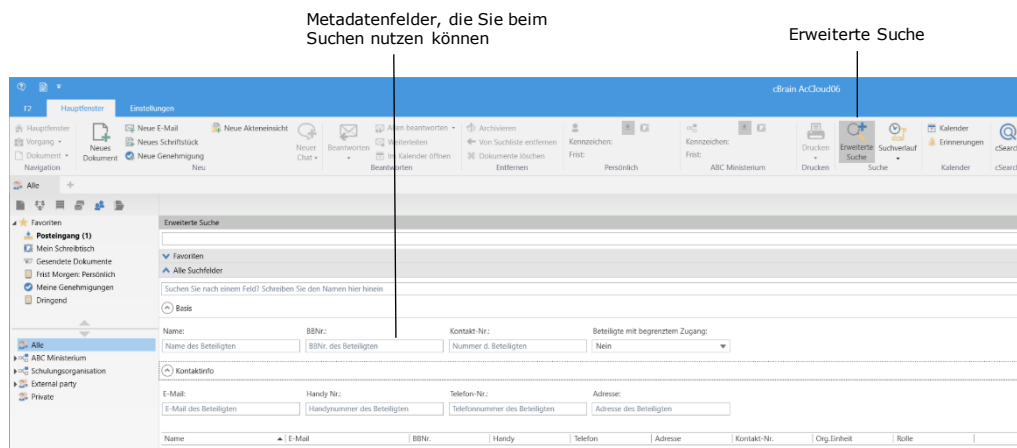 Metadatenfelder, die Sie beim
Suchen nutzen können
Erweiterte Suche
cBrain AcCloud06
F2 Hauptfenster Einstellungen
Hauptfenster
Vorgang
Dokument
Navigation
Neues
Dokument
Neue E-Mail
Neues Schriftstück
Neue Genehmigung
Neue Akteneinsicht
Neu
Neuer
Chat
Beantworten
Allen beantworten
Weiterleiten
Im Kalender öffnen
Beantworten
Archivieren
Von Suchliste entfernen
Dokumente löschen
Entfernen
Kennzeichen:
Frist:
Persönlich
Kennzeichen:
Frist:
ABC Ministerium
Drucken
Drucken
Erweiterte
Suche
Suchverlauf
Suche
Kalender
Erinnerungen
Kalender
cSearch
cSearch
Alle +
Favoriten
Posteingang (1)
Mein Schreibtisch
Gesendete Dokumente
Frist Morgen: Persönlich
Meine Genehmigungen
Dringend
Alle
ABC Ministerium
Schulungsorganisation
External party
Private
Erweiterte Suche
Favoriten
Alle Suchfelder
Suchen Sie nach einem Feld? Schreiben Sie den Namen hier hinein
Basis
Name: BBNr.: Kontakt-Nr.: Beteiligte mit begrenztem Zugang:
Name des Beteiligten BBNr. des Beteiligten Nummer d. Beteiligten Nein
Kontaktinfo
E-Mail: Handy Nr.: Telefon-Nr.: Adresse:
E-Mail des Beteiligten Handynummer des Beteiligten Telefonnummer des Beteiligten Adresse des Beteiligten
Name E-Mail BBNr. Handy Telefon Adresse Kontakt-Nr. Org.Einheit Rolle